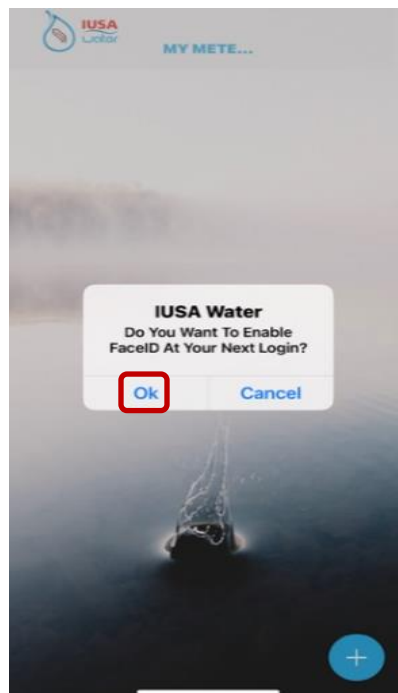 IUSA
Water
MY METE...
IUSA Water
Do You Want To Enable
FaceID At Your Next Login?
Ok
Cancel
+